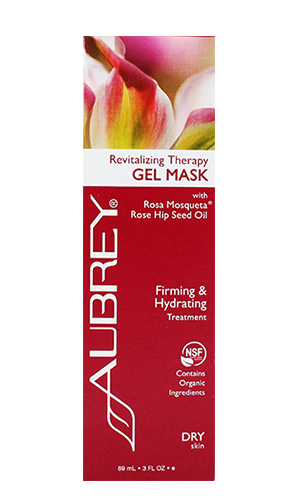 Revitalizing Therapy
GEL MASK
with
Rosa Mosqueta®
Rose Hip Seed Oil
AUBREY®
Firming &
Hydrating
Treatment
NSF
Contains
Organic
Ingredients
DRY
skin
89 mL • 3 FL OZ • e